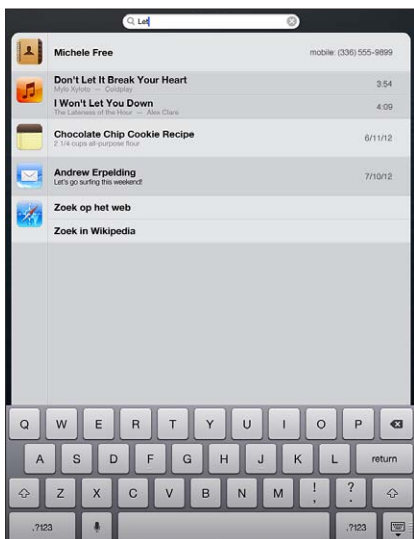 Let
Michele Free mobile: (336) 555-9899
Don't Let It Break Your Heart 3:54
Mylo Xyloto — Coldplay
I Won't Let You Down 4:09
The Lateness of the Hour — Alex Clare
Chocolate Chip Cookie Recipe 6/11/12
2 1/4 cups all-purpose flour
Andrew Erpelding 7/10/12
Let's go surfing this weekend!
Zoek op het web
Zoek in Wikipedia
Q W E R T Y U I O P
A S D F G H J K L return
Z X C V B N M ! , ? .
.?123 .?123